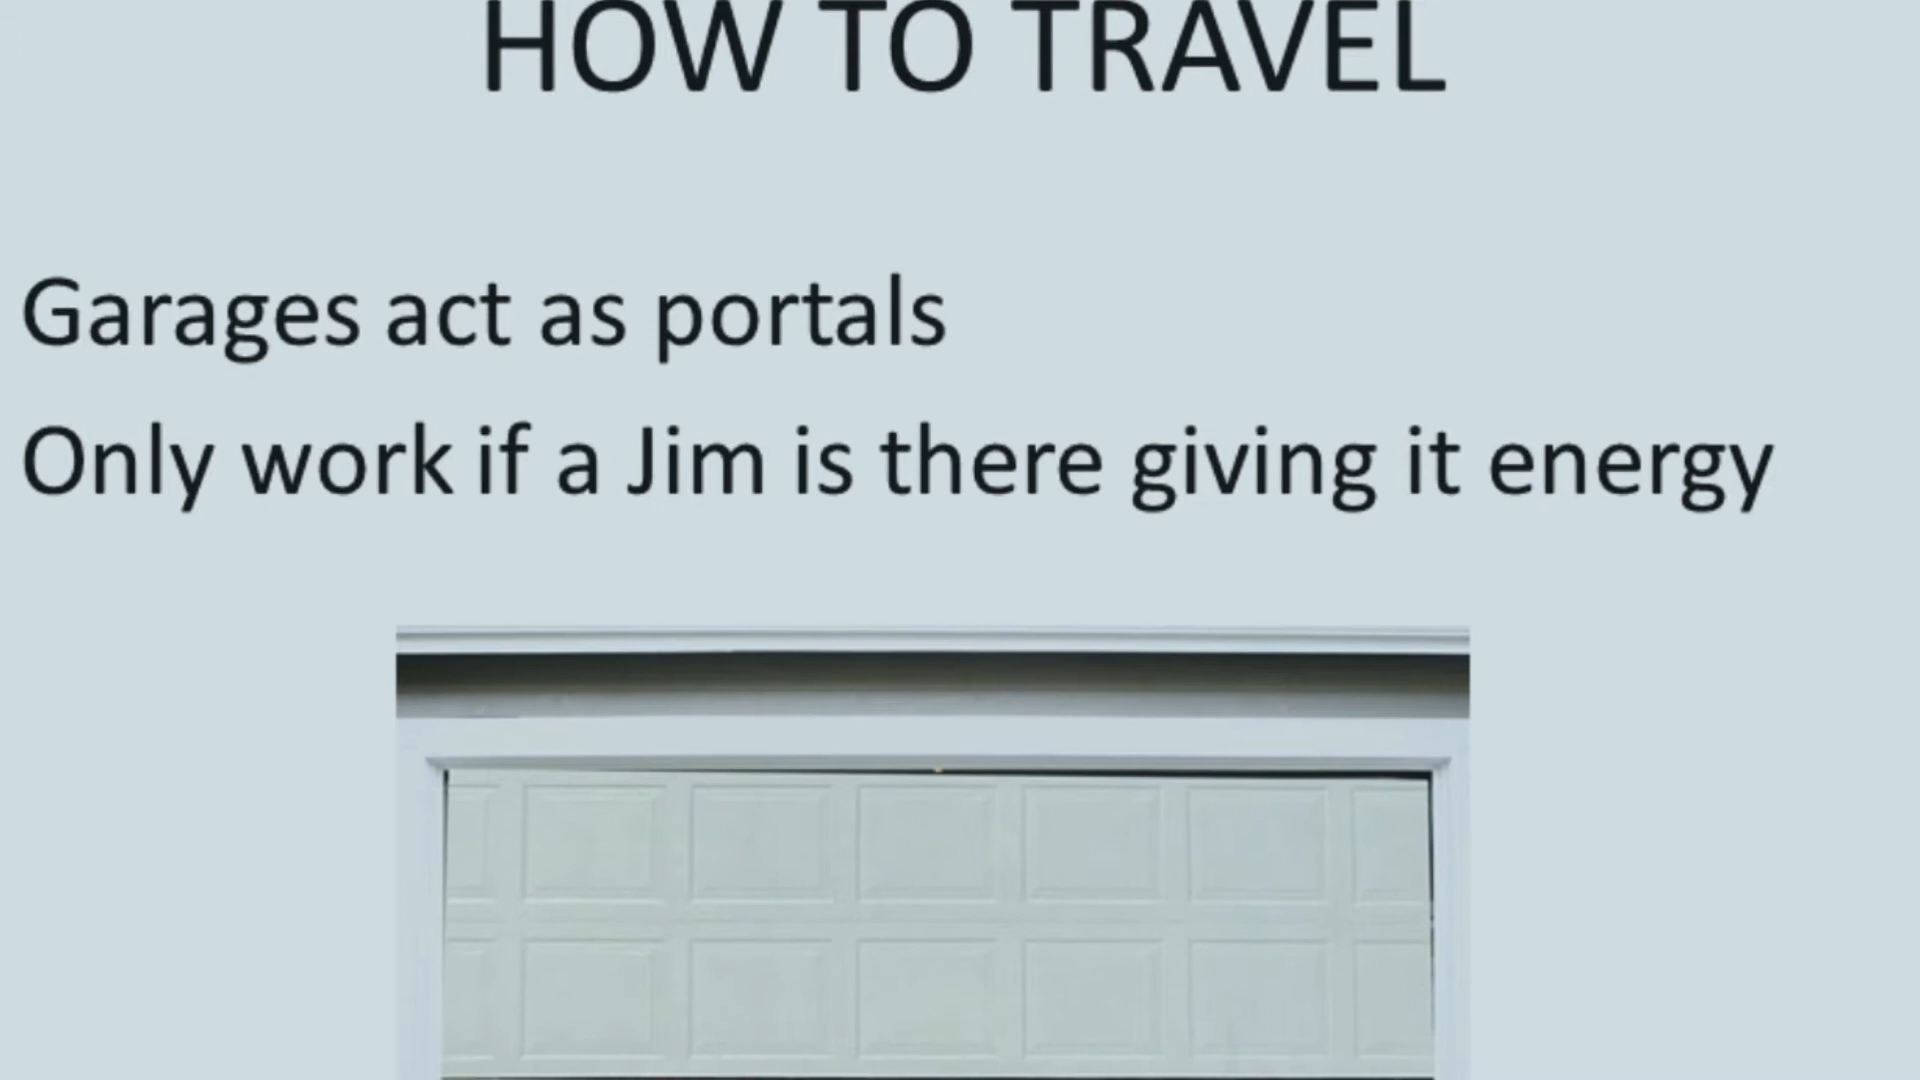 HOW TO TRAVEL
Garages act as portals
Only work if a Jim is there giving it energy